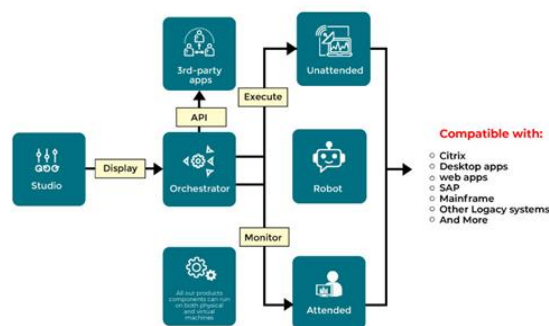 3rd-party
apps
Unattended
API
Execute
Studio
Display
Orchestrator
Robot
Compatible with:
Citrix
Desktop apps
web apps
SAP
Mainframe
Other Logacy systems
And More
Monitor
All our products
components can run
on both physical
and virtual
machines
Attended